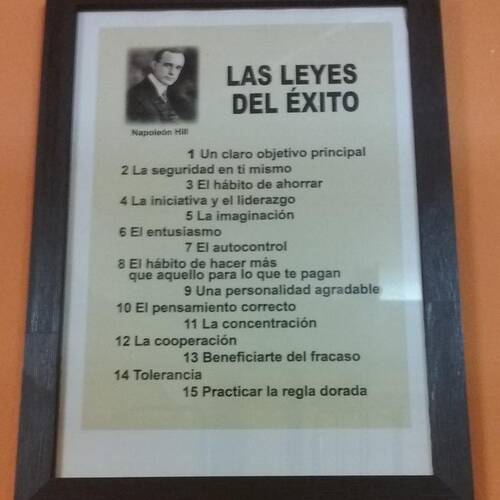 LAS LEYES
DEL ÉXITO
Napoleón Hill
1 Un claro objetivo principal
2 La seguridad en ti mismo
3 El hábito de ahorrar
4 La iniciativa y el liderazgo
5 La imaginación
6 El entusiasmo
7 El autocontrol
8 El hábito de hacer más
que aquello para lo que te pagan
9 Una personalidad agradable
10 El pensamiento correcto
11 La concentración
12 La cooperación
13 Beneficiarte del fracaso
14 Tolerancia
15 Practicar la regla dorada